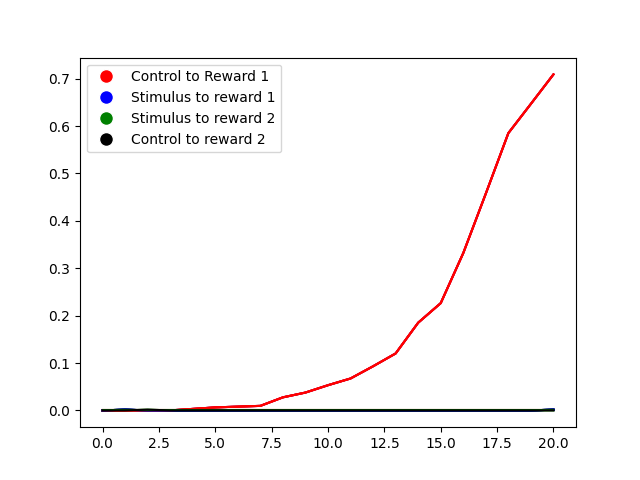 Control to Reward 1
Stimulus to reward 1
Stimulus to reward 2
Control to reward 2
0.7
0.6
0.5
0.4
0.3
0.2
0.1
0.0
0.0 2.5 5.0 7.5 10.0 12.5 15.0 17.5 20.0